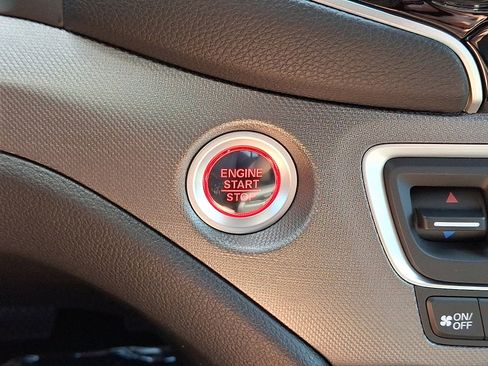 ENGINE
START
STOP
ON/
OFF